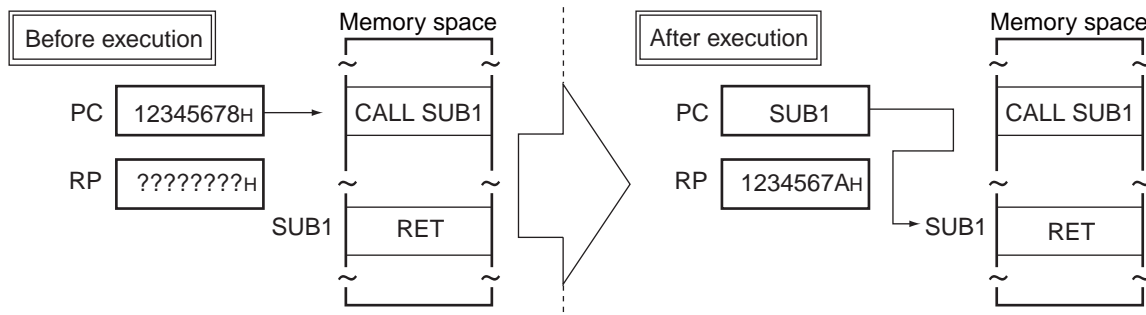 Before execution
Memory space
PC 12345678H
CALL SUB1
RP ????????H
SUB1 RET
After execution
Memory space
PC SUB1
CALL SUB1
RP 1234567AH
SUB1 RET